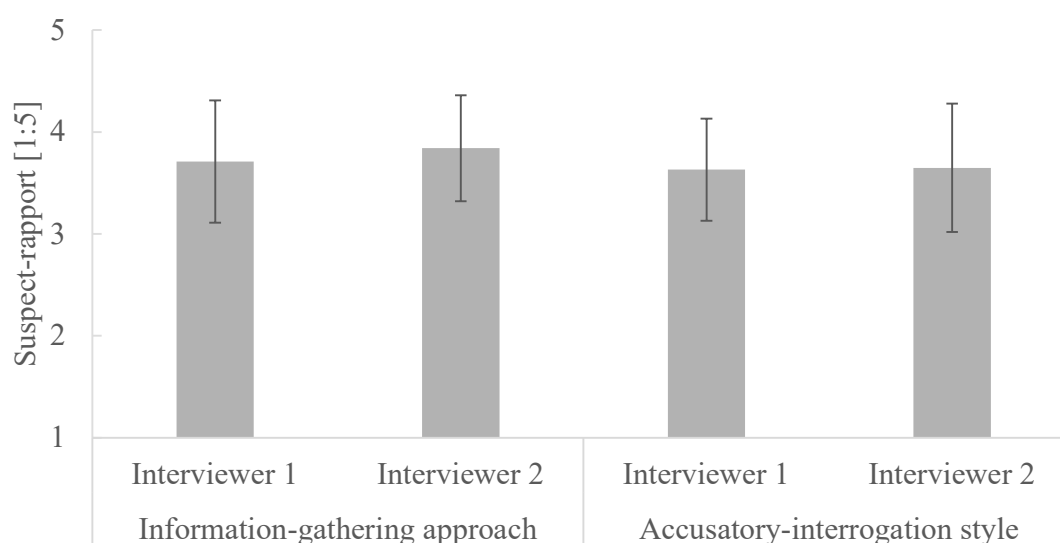 5
4
3
2
1
Suspect-rapport [1:5]
Interviewer 1
Interviewer 2
Interviewer 1
Interviewer 2
Information-gathering approach
Accusatory-interrogation style